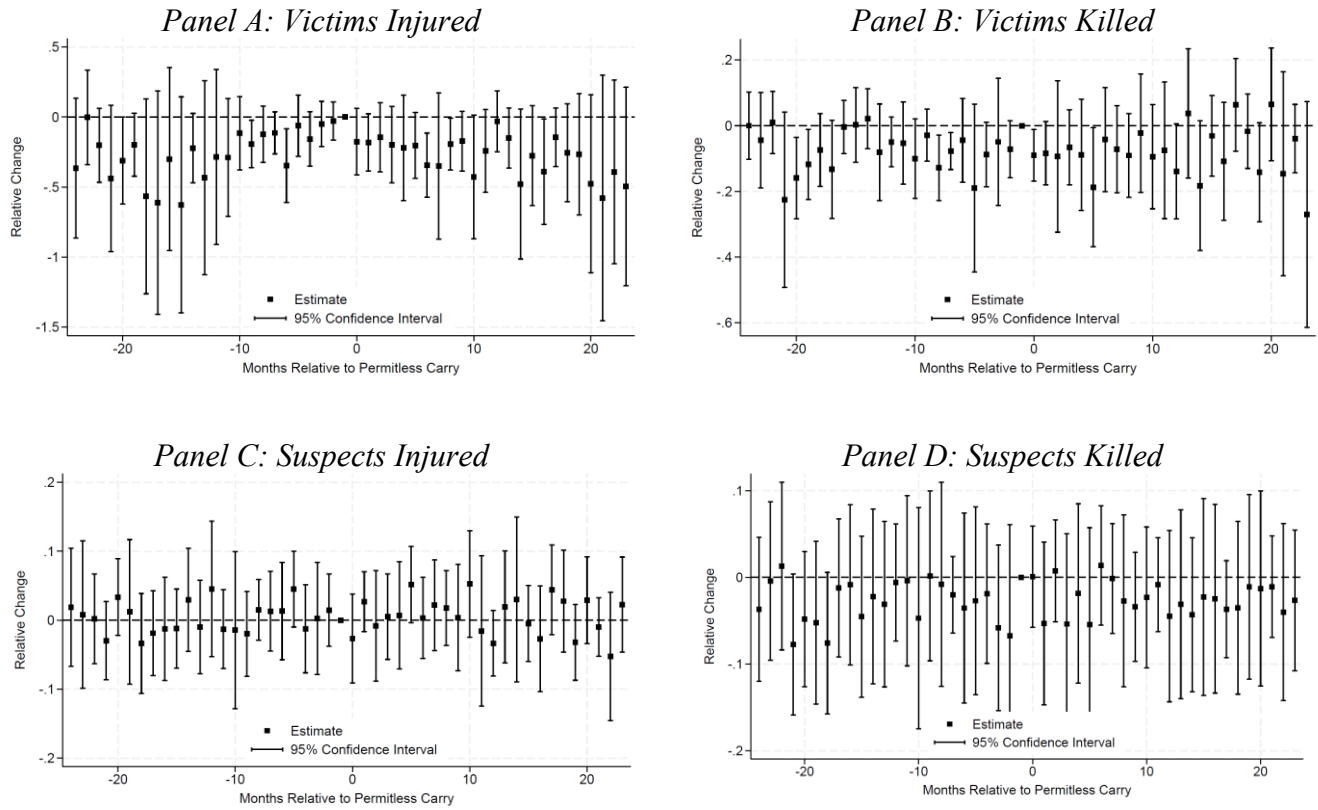 Panel A: Victims Injured
.5
0
-.5
-1
-1.5
Relative Change
Estimate
95% Confidence Interval
-20 -10 0 10 20
Months Relative to Permitless Carry
Panel B: Victims Killed
.2
0
-.2
-.4
-.6
Relative Change
Estimate
95% Confidence Interval
-20 -10 0 10 20
Months Relative to Permitless Carry
Panel C: Suspects Injured
.2
.1
0
-.1
-.2
Relative Change
Estimate
95% Confidence Interval
-20 -10 0 10 20
Months Relative to Permitless Carry
Panel D: Suspects Killed
.1
0
-.1
-.2
Relative Change
Estimate
95% Confidence Interval
-20 -10 0 10 20
Months Relative to Permitless Carry